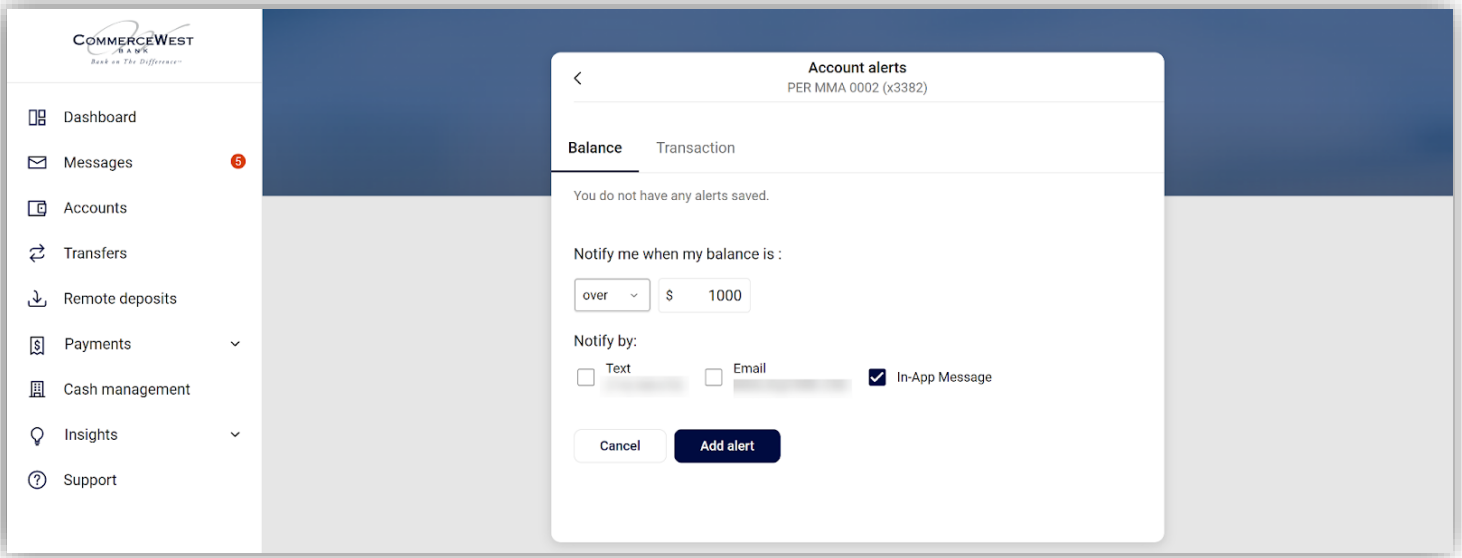 COMMERCEWEST
BANK
Bank on The Difference
Dashboard
Messages 5
Accounts
Transfers
Remote deposits
Payments
Cash management
Insights
Support
Account alerts
PER MMA 0002 (x3382)
Balance Transaction
You do not have any alerts saved.
Notify me when my balance is :
over $ 1000
Notify by:
Text Email In-App Message
Cancel Add alert